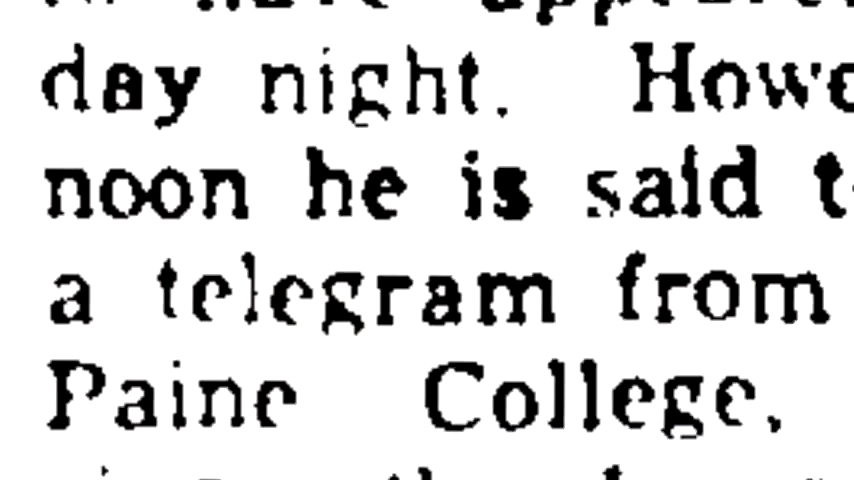 day night. Howe
noon he is said t
a telegram from
Paine College,